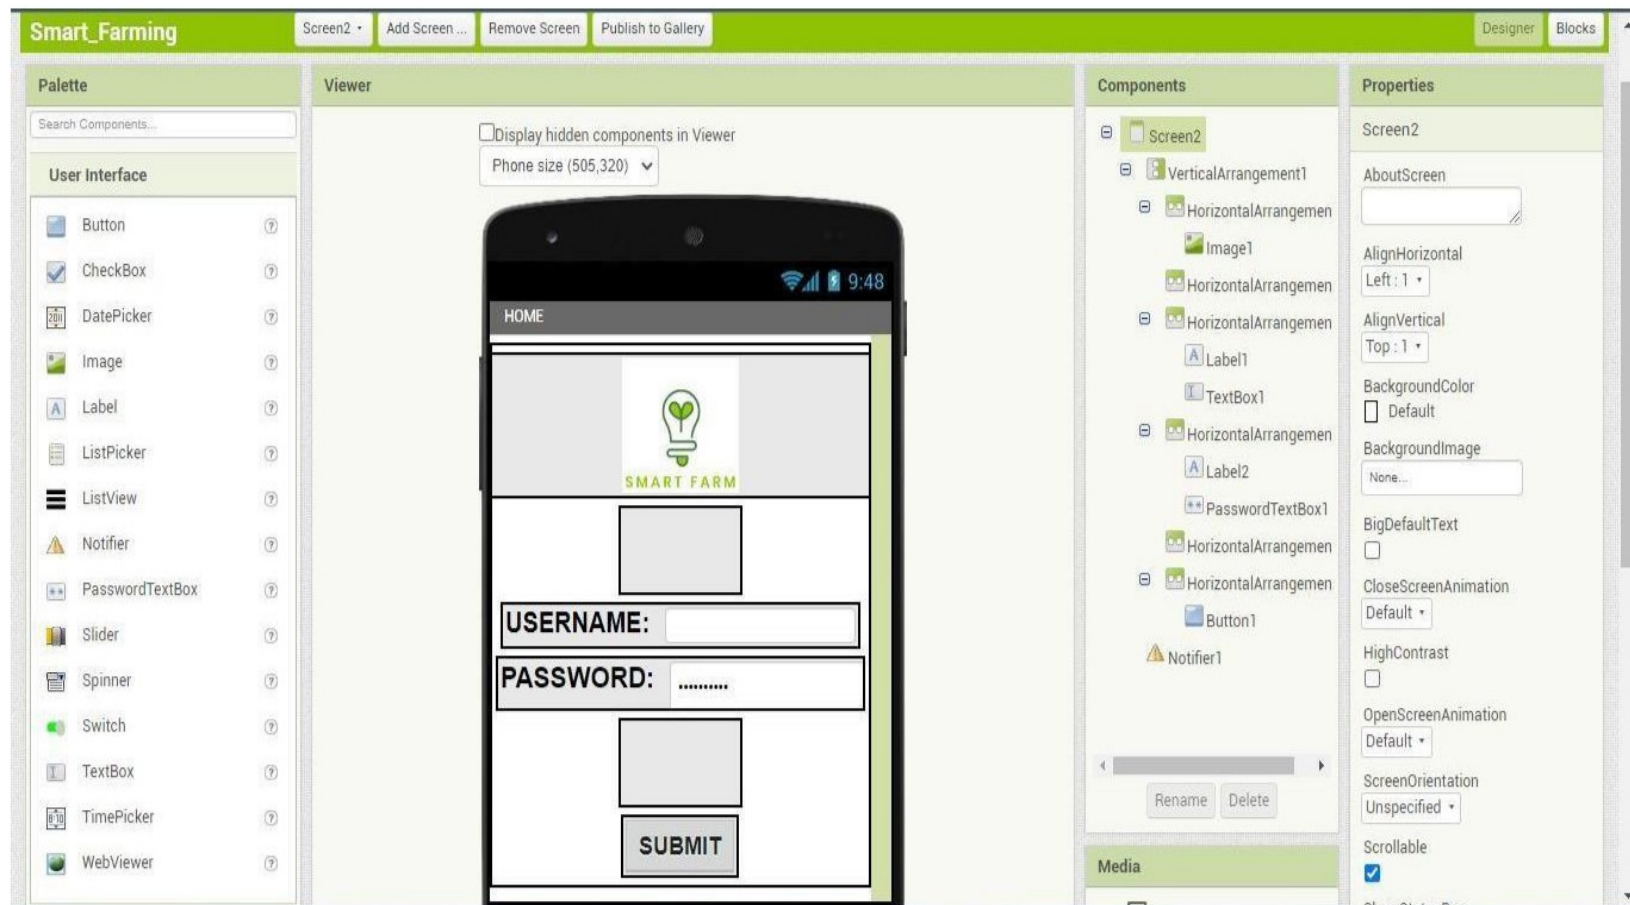 Smart_Farming
Screen2
Add Screen ...
Remove Screen
Publish to Gallery
Designer
Blocks
Palette
Search Components...
User Interface
Button
CheckBox
DatePicker
Image
Label
ListPicker
ListView
Notifier
PasswordTextBox
Slider
Spinner
Switch
TextBox
TimePicker
WebViewer
Viewer
Display hidden components in Viewer
Phone size (505,320)
9:48
HOME
SMART FARM
USERNAME:
PASSWORD: ..........
SUBMIT
Components
Screen2
VerticalArrangement1
HorizontalArrangemen
Image1
HorizontalArrangemen
HorizontalArrangemen
Label1
TextBox1
HorizontalArrangemen
Label2
PasswordTextBox1
HorizontalArrangemen
HorizontalArrangemen
Button1
Notifier1
Rename
Delete
Media
Properties
Screen2
AboutScreen
AlignHorizontal
Left : 1
AlignVertical
Top : 1
BackgroundColor
Default
BackgroundImage
None...
BigDefaultText
CloseScreenAnimation
Default
HighContrast
OpenScreenAnimation
Default
ScreenOrientation
Unspecified
Scrollable